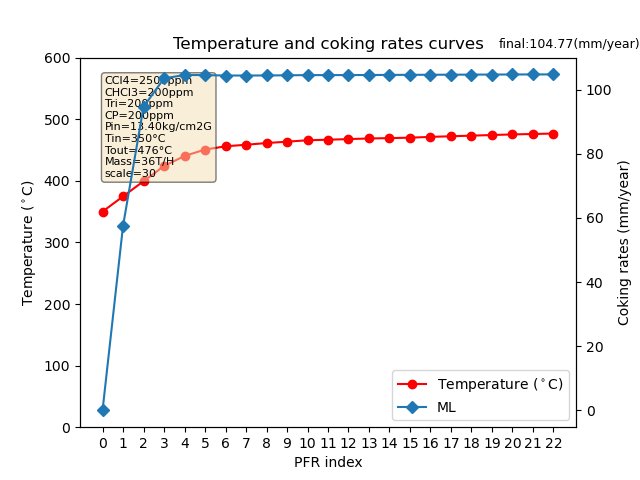 Temperature and coking rates curves
final:104.77(mm/year)
CCl4=2500ppm
CHCl3=200ppm
Tri=200ppm
CP=200ppm
Pin=13.40kg/cm2G
Tin=350°C
Tout=476°C
Mass=36T/H
scale=30
600
500
400
300
200
100
0
Temperature (°C)
100
80
60
40
20
0
Coking rates (mm/year)
Temperature (°C)
ML
0 1 2 3 4 5 6 7 8 9 10 11 12 13 14 15 16 17 18 19 20 21 22
PFR index